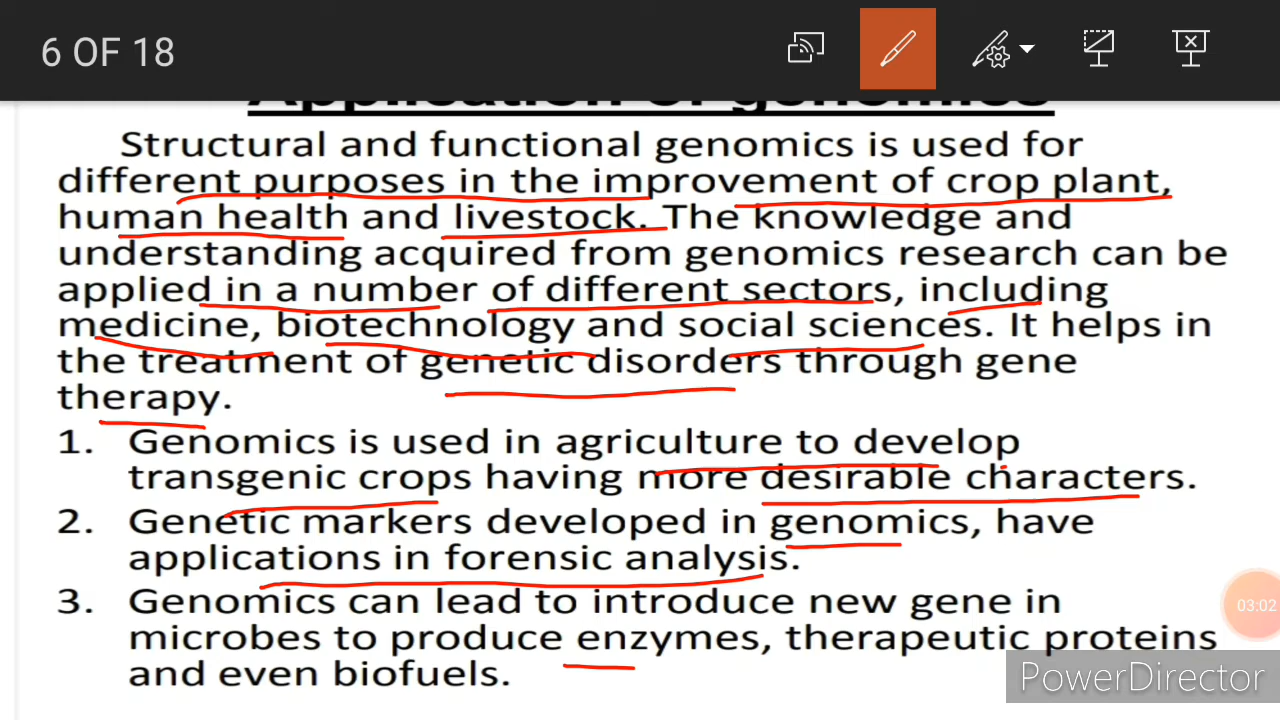 6 OF 18
Application of genomics
Structural and functional genomics is used for
different purposes in the improvement of crop plant,
human health and livestock. The knowledge and
understanding acquired from genomics research can be
applied in a number of different sectors, including
medicine, biotechnology and social sciences. It helps in
the treatment of genetic disorders through gene
therapy.
1. Genomics is used in agriculture to develop
transgenic crops having more desirable characters.
2. Genetic markers developed in genomics, have
applications in forensic analysis.
3. Genomics can lead to introduce new gene in
microbes to produce enzymes, therapeutic proteins
and even biofuels.
03:02
PowerDirector